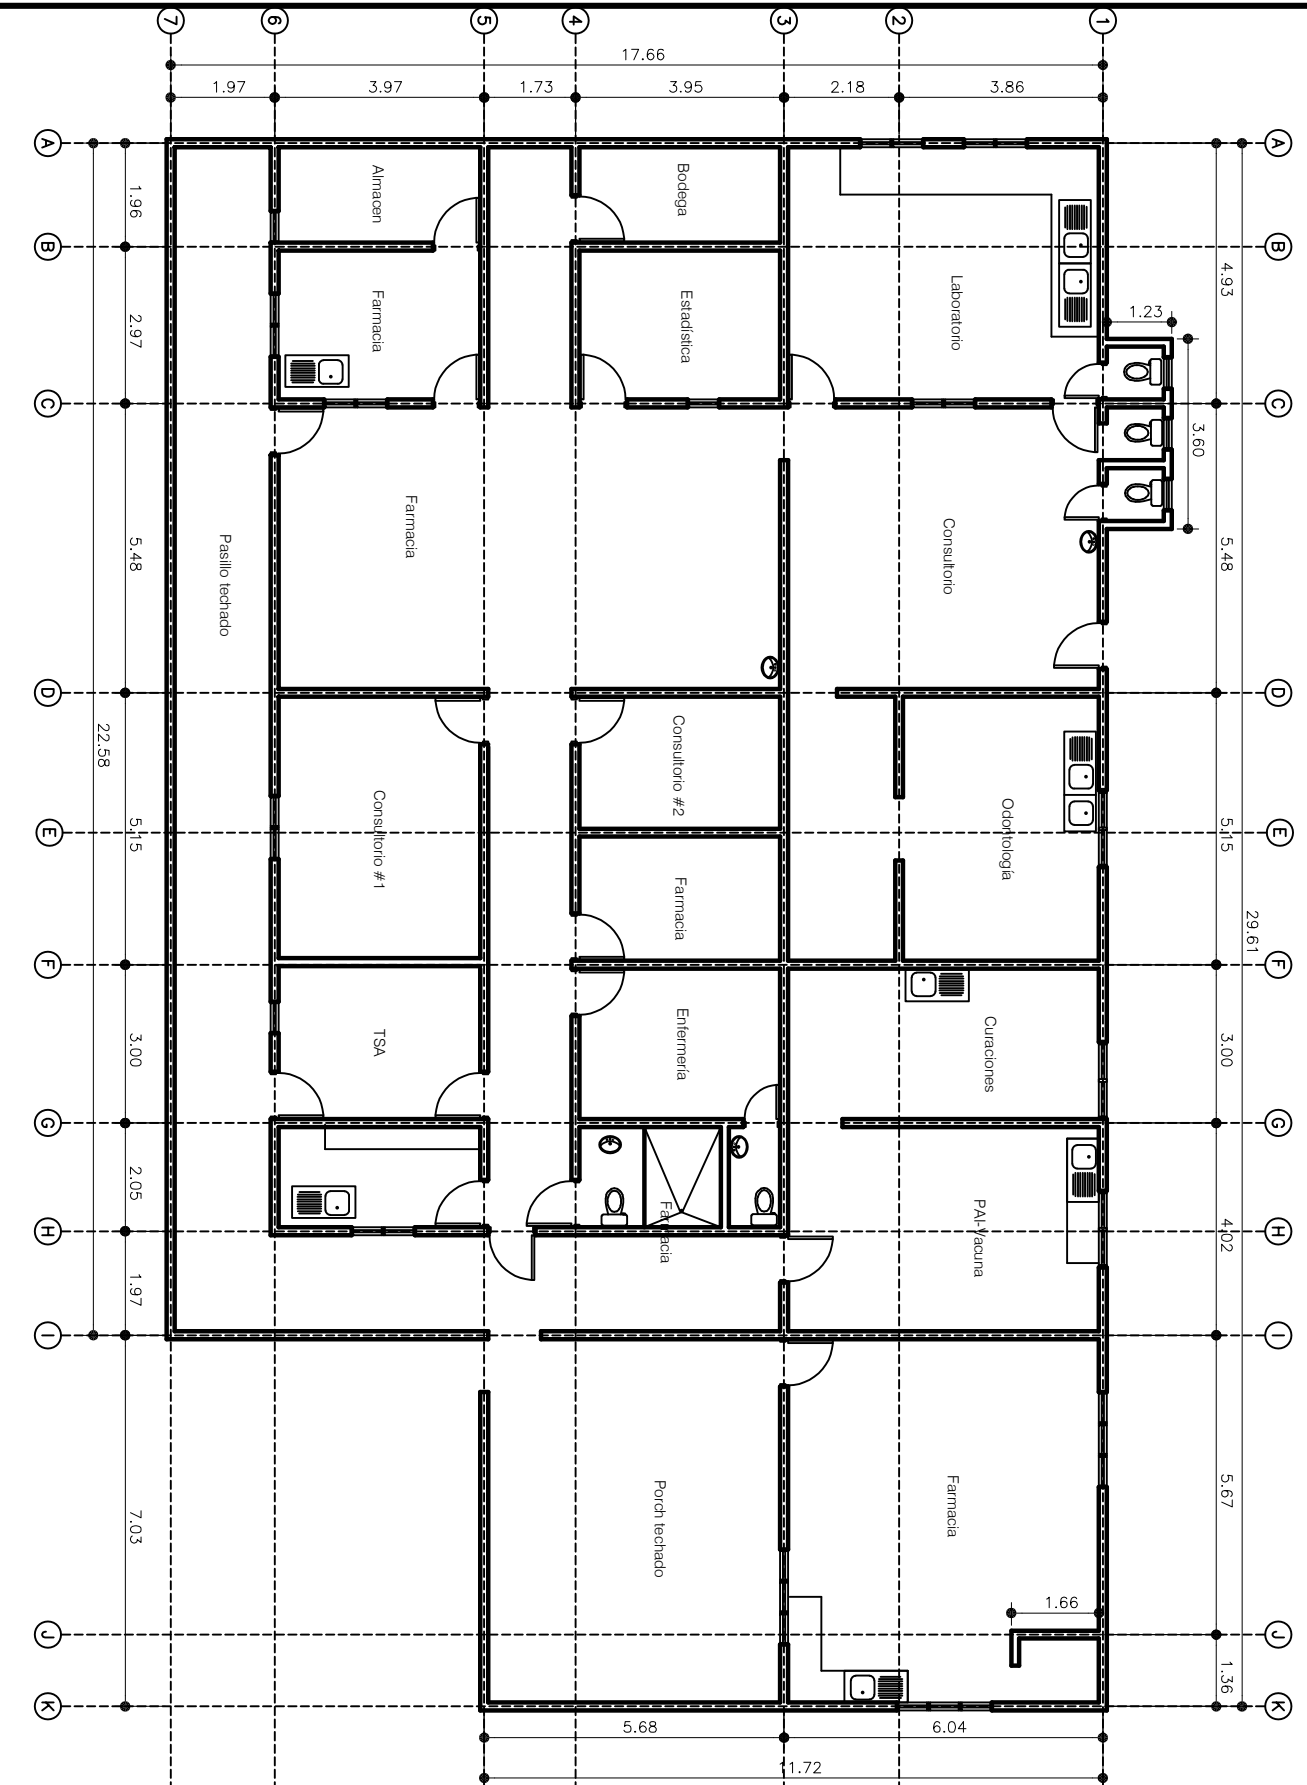 7
6
5
4
3
2
1
17.66
1.97
3.97
1.73
3.95
2.18
3.86
A
A
Almacen
Bodega
1.96
B
B
Farmacia
Estadística
Laboratorio
4.93
2.97
1.23
C
C
3.60
Farmacia
Consultorio
Pasillo techado
5.48
5.48
D
D
22.58
Consultorio #1
Consultorio #2
Odontología
5.15
5.15
E
E
Farmacia
29.61
F
F
TSA
Enfermería
Curaciones
3.00
3.00
G
G
2.05
Farmacia
PAI-Vacuna
4.02
H
H
1.97
I
I
Porch techado
Farmacia
5.67
7.03
1.66
J
J
1.36
K
K
5.68
6.04
11.72